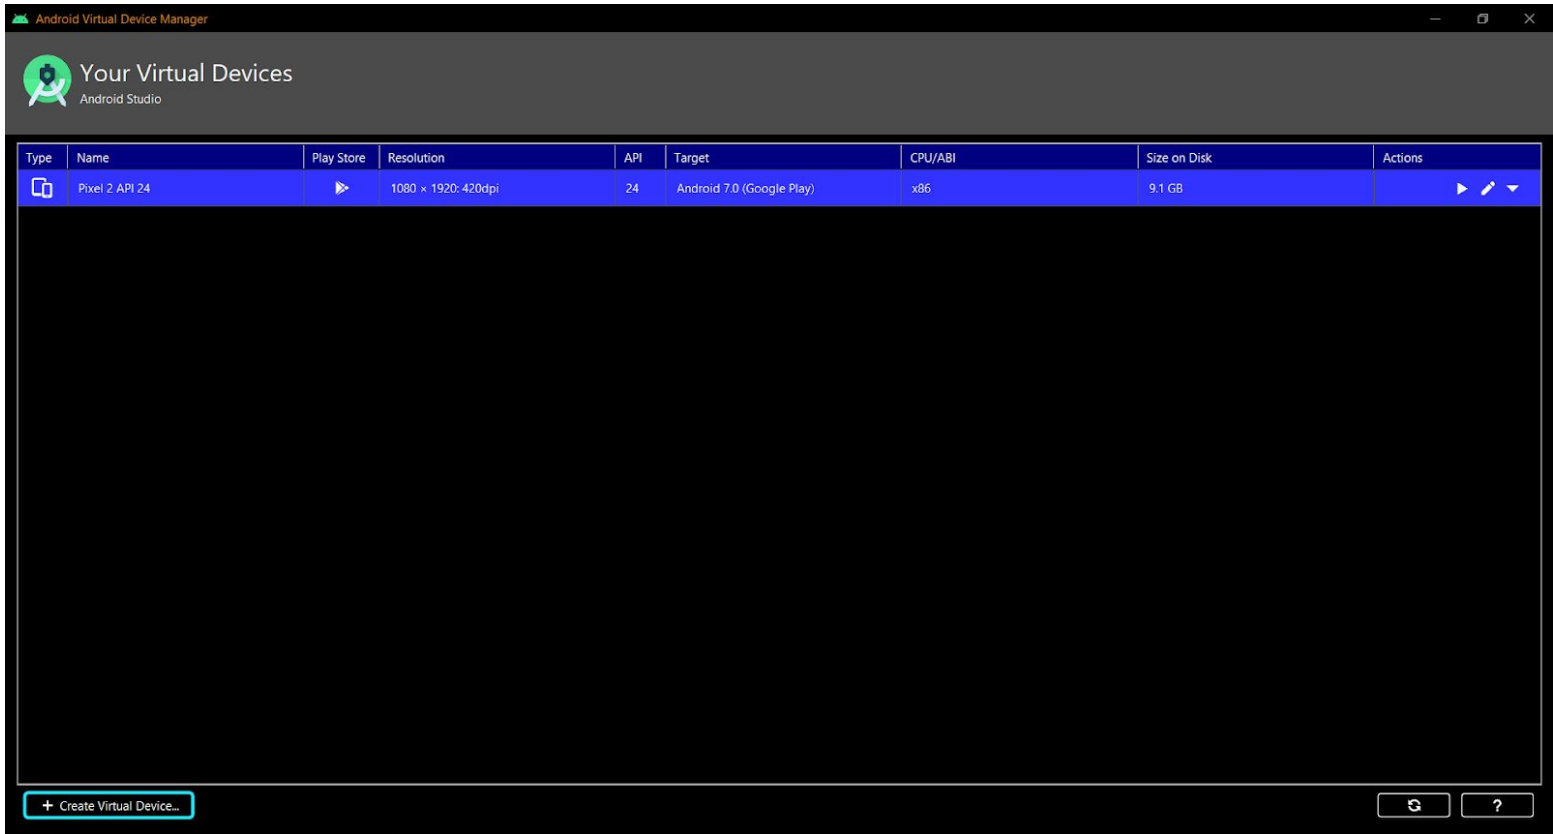 Android Virtual Device Manager
Your Virtual Devices
Android Studio
Type Name Play Store Resolution API Target CPU/ABI Size on Disk Actions
Pixel 2 API 24 1080 × 1920: 420dpi 24 Android 7.0 (Google Play) x86 9.1 GB
+ Create Virtual Device... ?